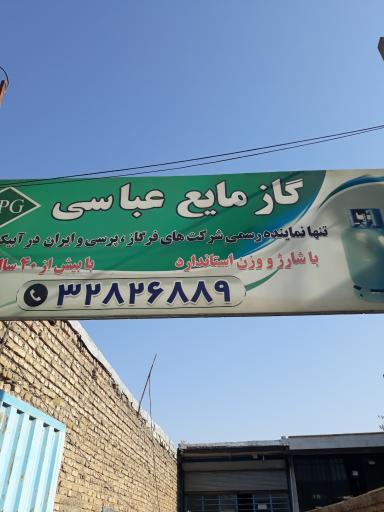 گاز مایع عباسی
PG
تنها نماینده رسمی شرکت های فرگاز، پرسی و ایران در آبیک
با شارژ و وزن استاندارد
با بیش از ۴۰ سال
۳۲۸۲۶۸۸۹